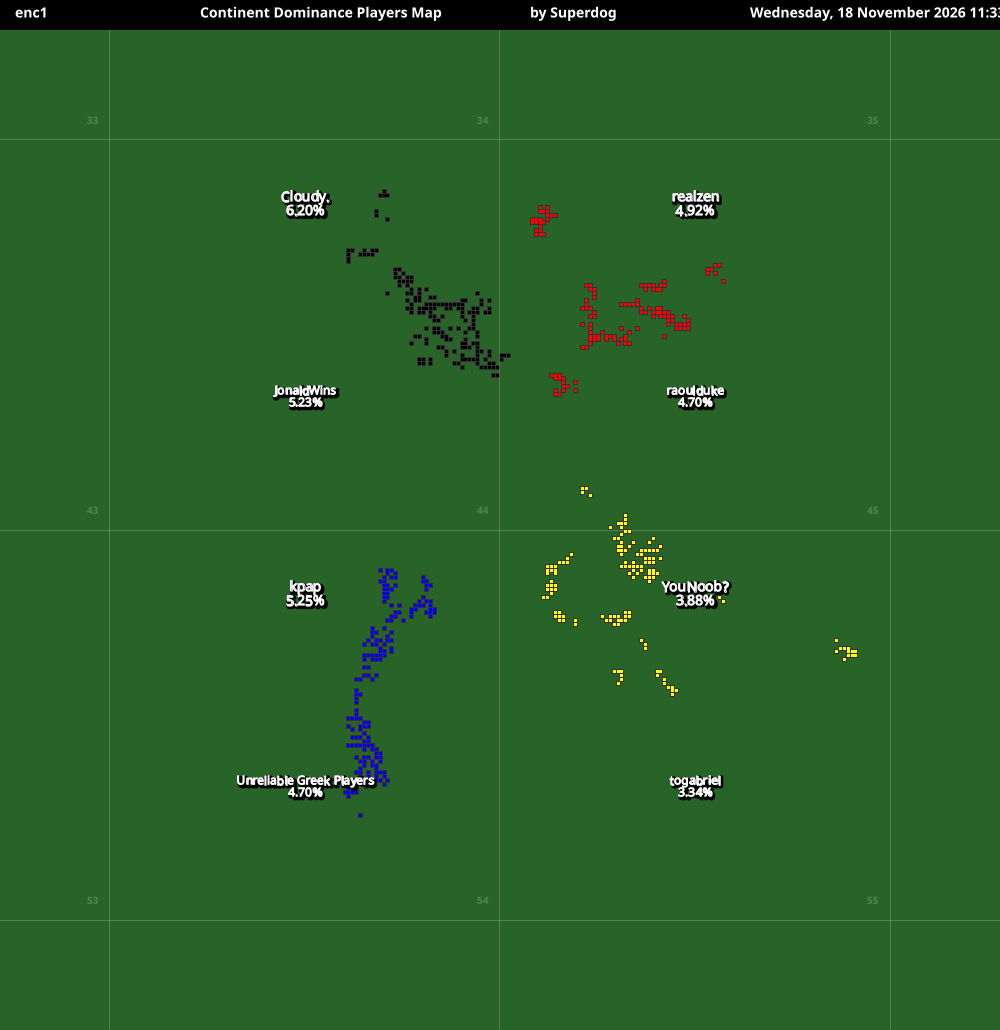 enc1 Continent Dominance Players Map by Superdog Wednesday, 18 November 2026 11:3
33 34 35
Cloudy. realzen
6.20% 4.92%
JonaldWins raoulduke
5.23% 4.70%
43 44 45
kpap YouNoob?
5.25% 3.88%
Unreliable Greek Players togabriel
4.70% 3.34%
53 54 55